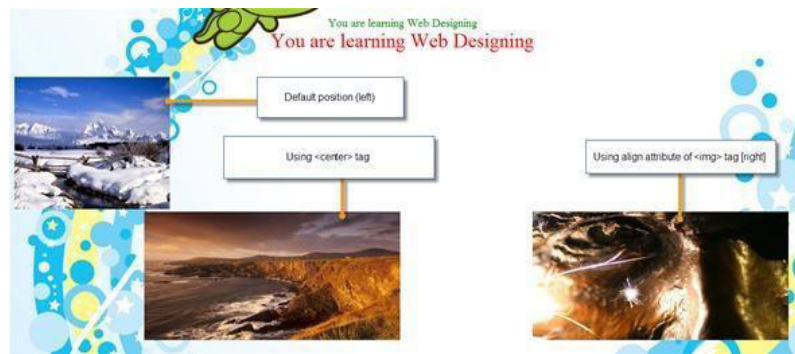 You are learning Web Designing
You are learning Web Designing
Default position (left)
Using <center> tag
Using align attribute of <img> tag [right]